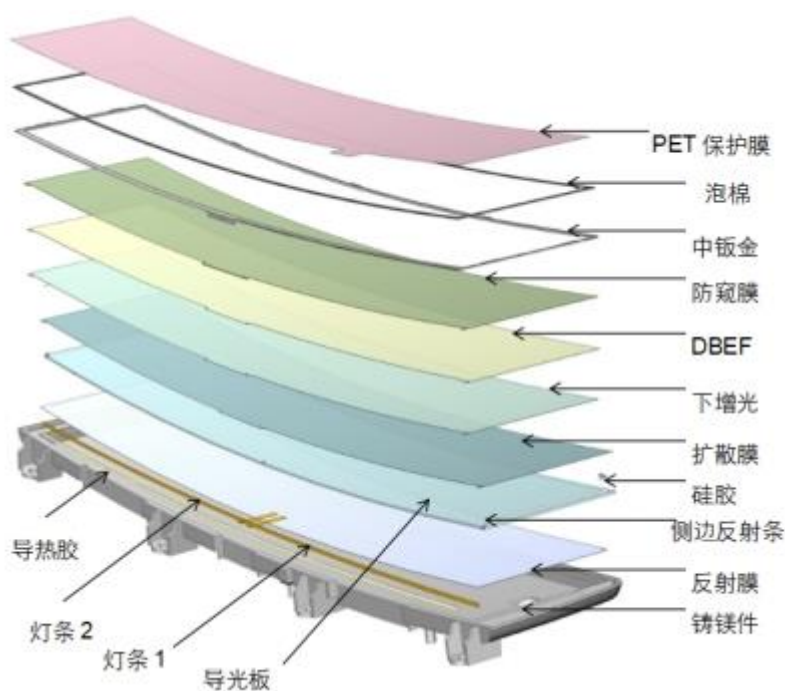 PET 保护膜
泡棉
中钣金
防窥膜
DBEF
下增光
扩散膜
硅胶
侧边反射条
反射膜
铸镁件
导热胶
灯条 2
灯条 1
导光板